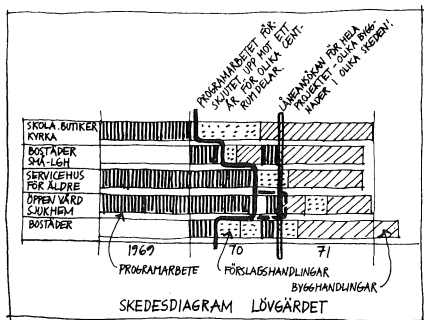 PROGRAMARBETET FÖR-
SKJUTET UPP MOT ETT
ÅR FÖR OLIKA CENT-
RUMDELAR.
LÅNEANSÖKAN FÖR HELA
PROJEKTET - OLIKA BYGG-
NADER I OLIKA SKEDEN!
SKOLA. BUTIKER
KYRKA
BOSTÄDER
SMÅ-LGH
SERVICEHUS
FÖR ÄLDRE
ÖPPEN VÅRD
SJUKHEM
BOSTÄDER
1969 70 71
PROGRAMARBETE
FÖRSLAGSHANDLINGAR
BYGGHANDLINGAR
SKEDESDIAGRAM LÖVGÄRDET